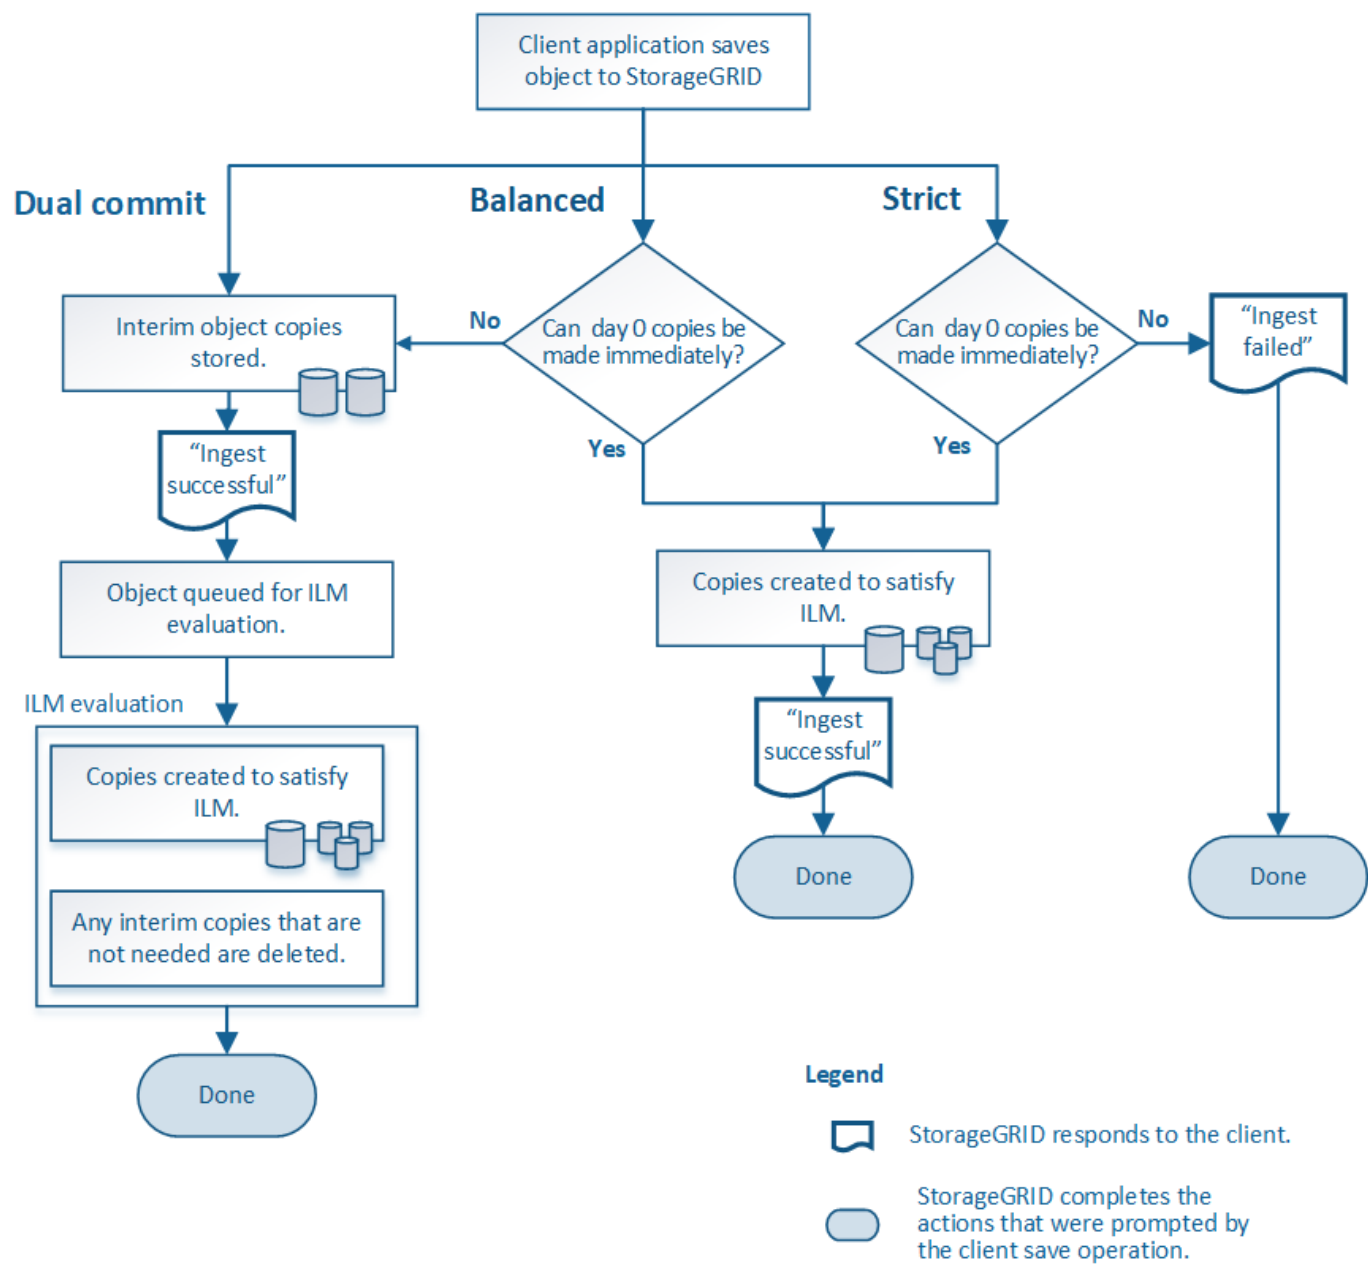 Client application saves
object to StorageGRID
Dual commit
Balanced
Strict
Interim object copies
stored.
No
Can day 0 copies be
made immediately?
Can day 0 copies be
made immediately?
No
“Ingest
failed”
Yes
Yes
“Ingest
successful”
Object queued for ILM
evaluation.
Copies created to satisfy
ILM.
ILM evaluation
“Ingest
successful”
Copies created to satisfy
ILM.
Done
Done
Any interim copies that are
not needed are deleted.
Done
Legend
StorageGRID responds to the client.
StorageGRID completes the
actions that were prompted by
the client save operation.